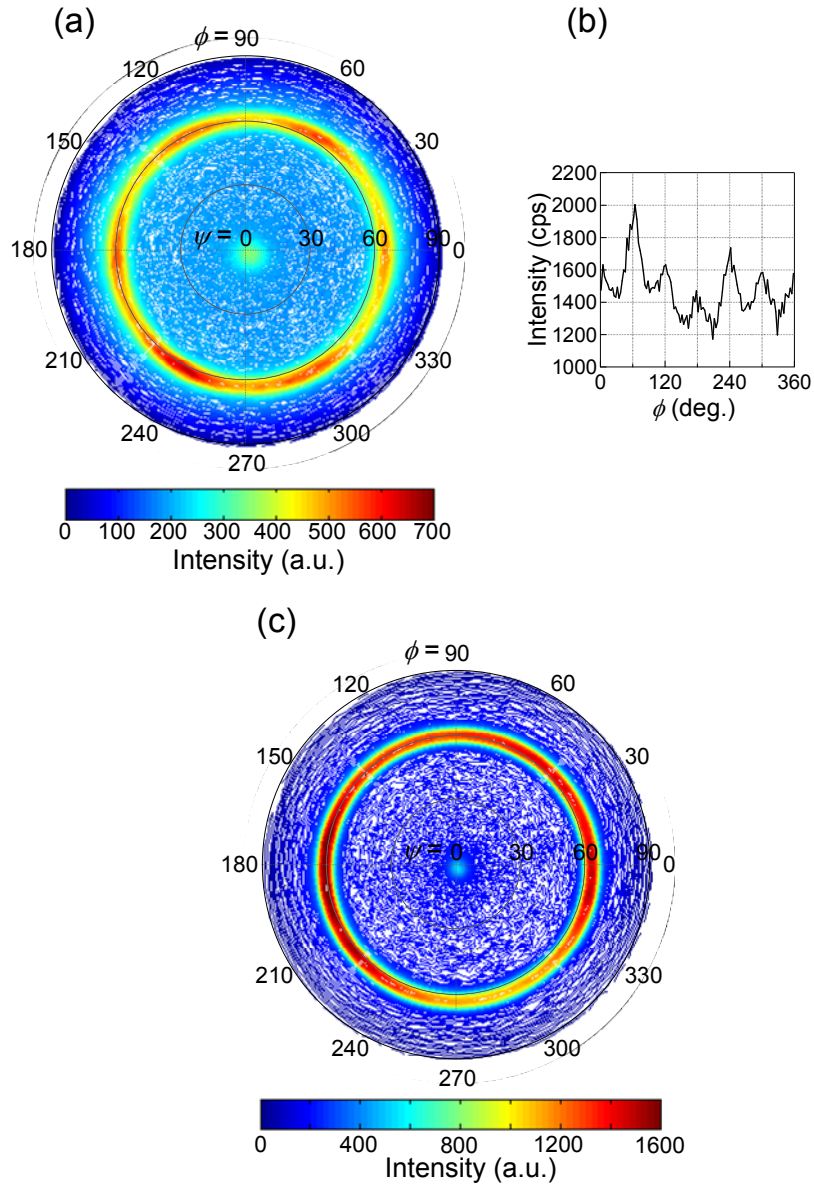 (a)
ϕ = 90
120 60
150 30
ψ = 0 30 60 90 0
180
210 330
240 300
270
0 100 200 300 400 500 600 700
Intensity (a.u.)
(b)
2200
2000
1800
1600
1400
1200
1000
Intensity (cps)
0 120 240 360
ϕ (deg.)
(c)
ϕ = 90
120 60
150 30
ψ = 0 30 60 90 0
180
210 330
240 300
270
0 400 800 1200 1600
Intensity (a.u.)